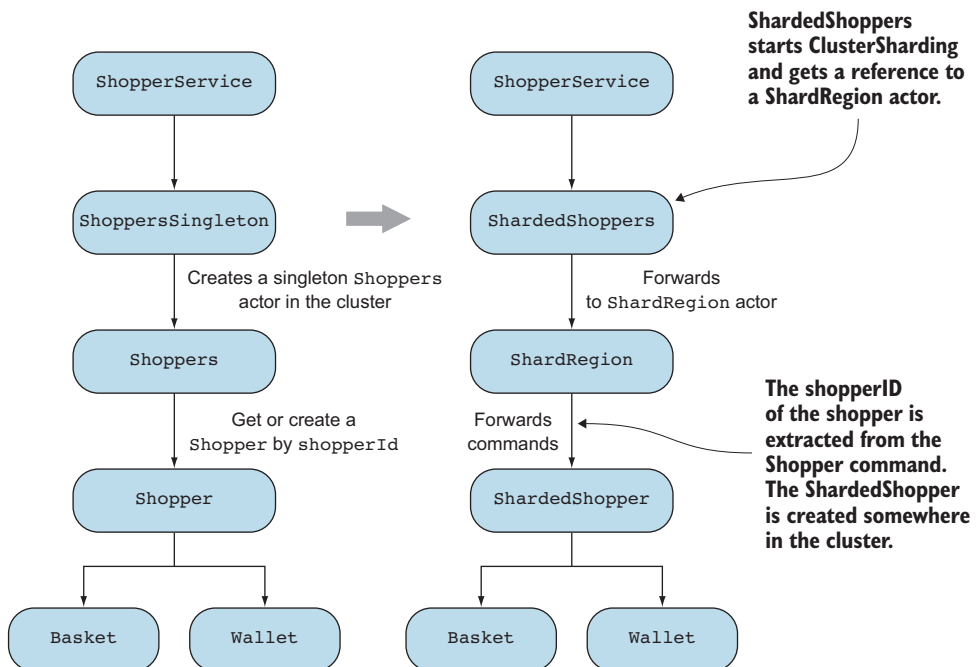 ShardedShoppers
starts ClusterSharding
and gets a reference to
a ShardRegion actor.
ShopperService
ShopperService
ShoppersSingleton
ShardedShoppers
Creates a singleton Shoppers
actor in the cluster
Forwards
to ShardRegion actor
Shoppers
ShardRegion
Get or create a
Shopper by shopperId
Forwards
commands
The shopperID
of the shopper is
extracted from the
Shopper command.
The ShardedShopper
is created somewhere
in the cluster.
Shopper
ShardedShopper
Basket
Wallet
Basket
Wallet